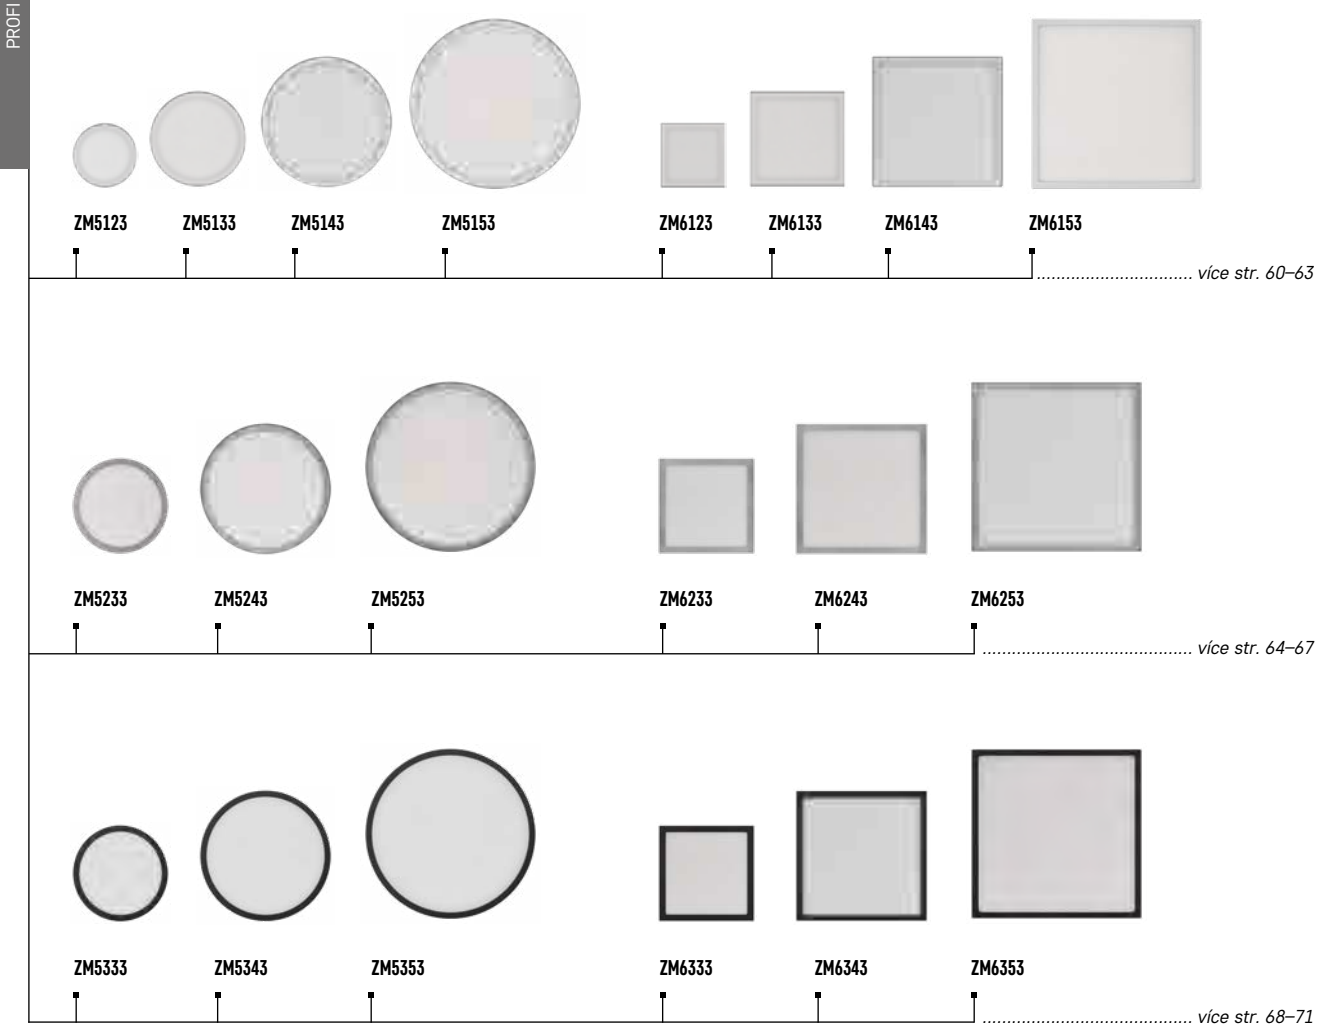 PROFI
ZM5123 ZM5133 ZM5143 ZM5153 ZM6123 ZM6133 ZM6143 ZM6153
................................ více str. 60–63
ZM5233 ZM5243 ZM5253 ZM6233 ZM6243 ZM6253
........................................... více str. 64–67
ZM5333 ZM5343 ZM5353 ZM6333 ZM6343 ZM6353
........................................... více str. 68–71